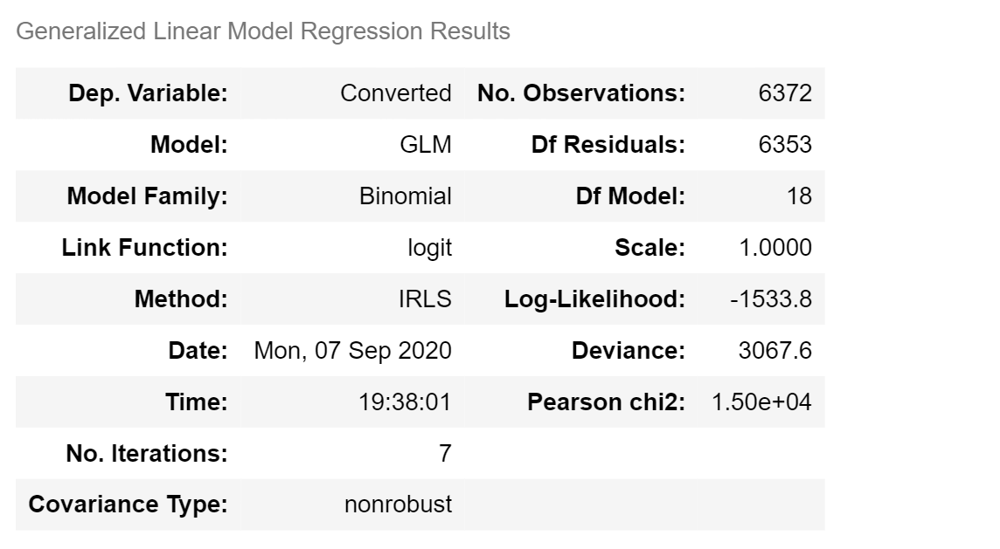 Generalized Linear Model Regression Results
Dep. Variable: Converted No. Observations: 6372
Model: GLM Df Residuals: 6353
Model Family: Binomial Df Model: 18
Link Function: logit Scale: 1.0000
Method: IRLS Log-Likelihood: -1533.8
Date: Mon, 07 Sep 2020 Deviance: 3067.6
Time: 19:38:01 Pearson chi2: 1.50e+04
No. Iterations: 7
Covariance Type: nonrobust